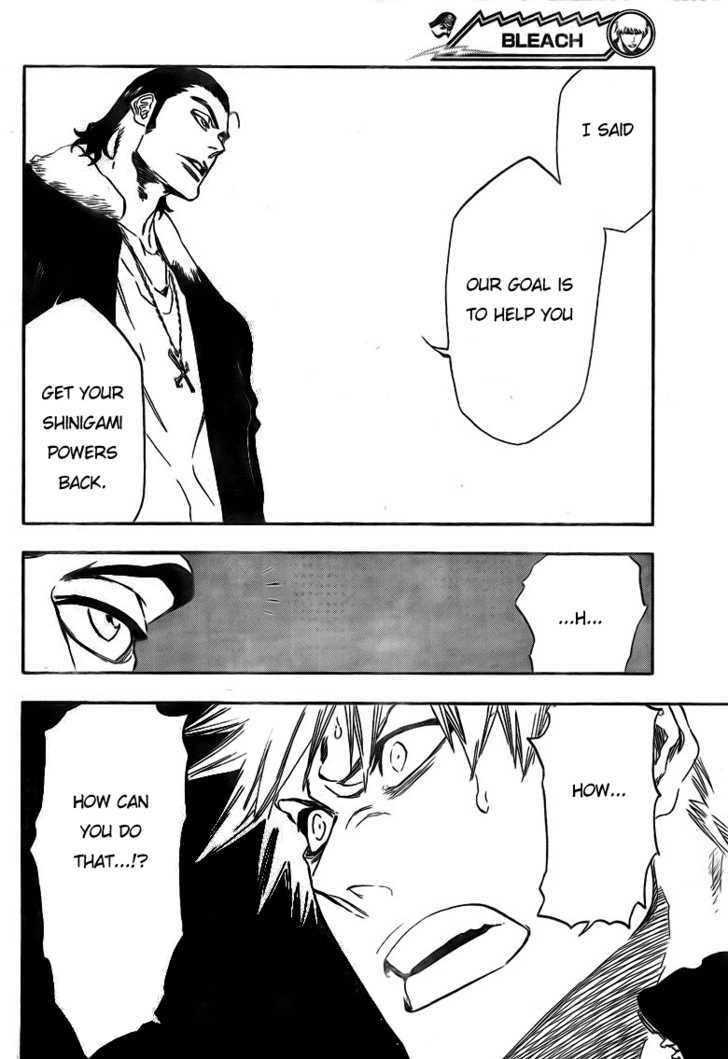 BLEACH
I SAID
OUR GOAL IS
TO HELP YOU
GET YOUR
SHINIGAMI
POWERS
BACK.
...H...
HOW...
HOW CAN
YOU DO
THAT...!?